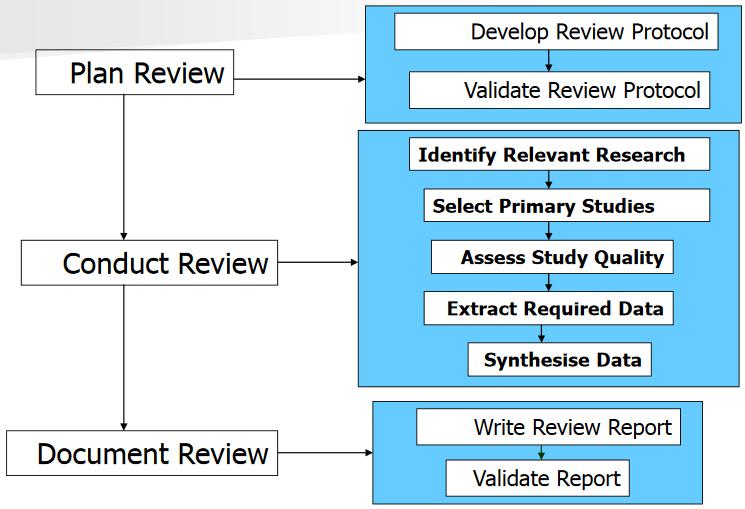 Plan Review
Develop Review Protocol
Validate Review Protocol
Conduct Review
Identify Relevant Research
Select Primary Studies
Assess Study Quality
Extract Required Data
Synthesise Data
Document Review
Write Review Report
Validate Report